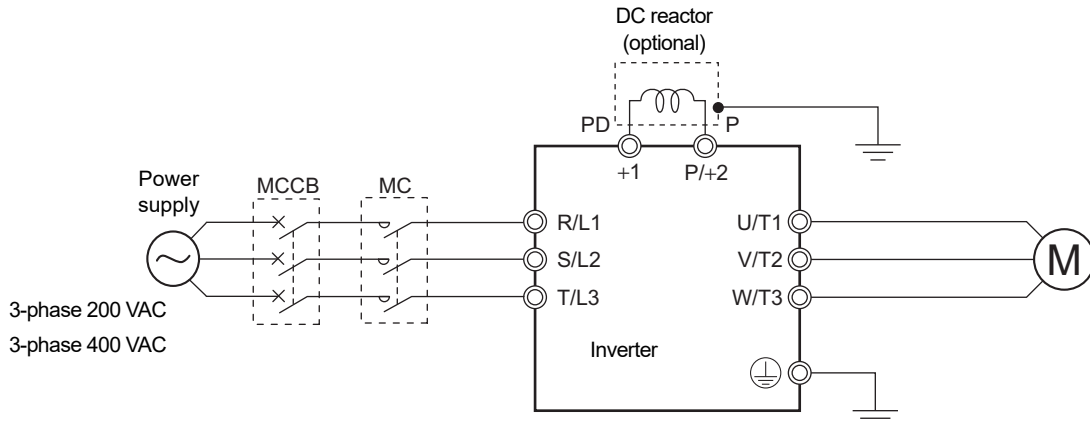 DC reactor
(optional)
PD
P
+1
P/+2
Power
supply
MCCB
MC
R/L1
S/L2
T/L3
U/T1
V/T2
W/T3
M
3-phase 200 VAC
3-phase 400 VAC
Inverter